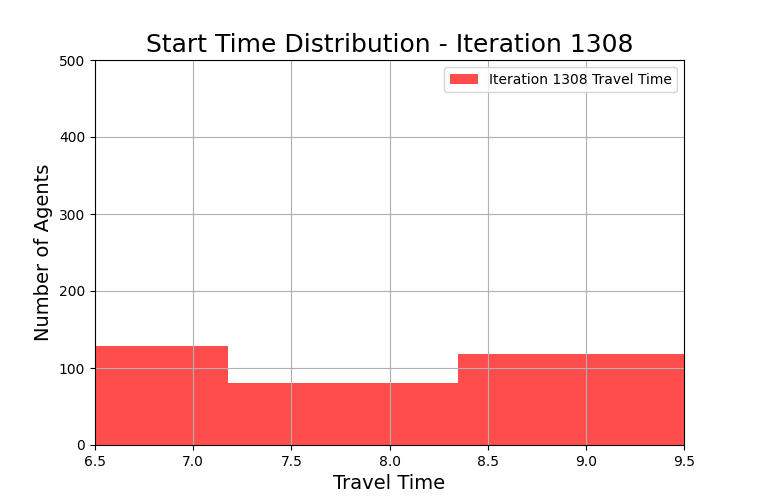 Start Time Distribution - Iteration 1308
Iteration 1308 Travel Time
Number of Agents
500
400
300
200
100
0
6.5 7.0 7.5 8.0 8.5 9.0 9.5
Travel Time